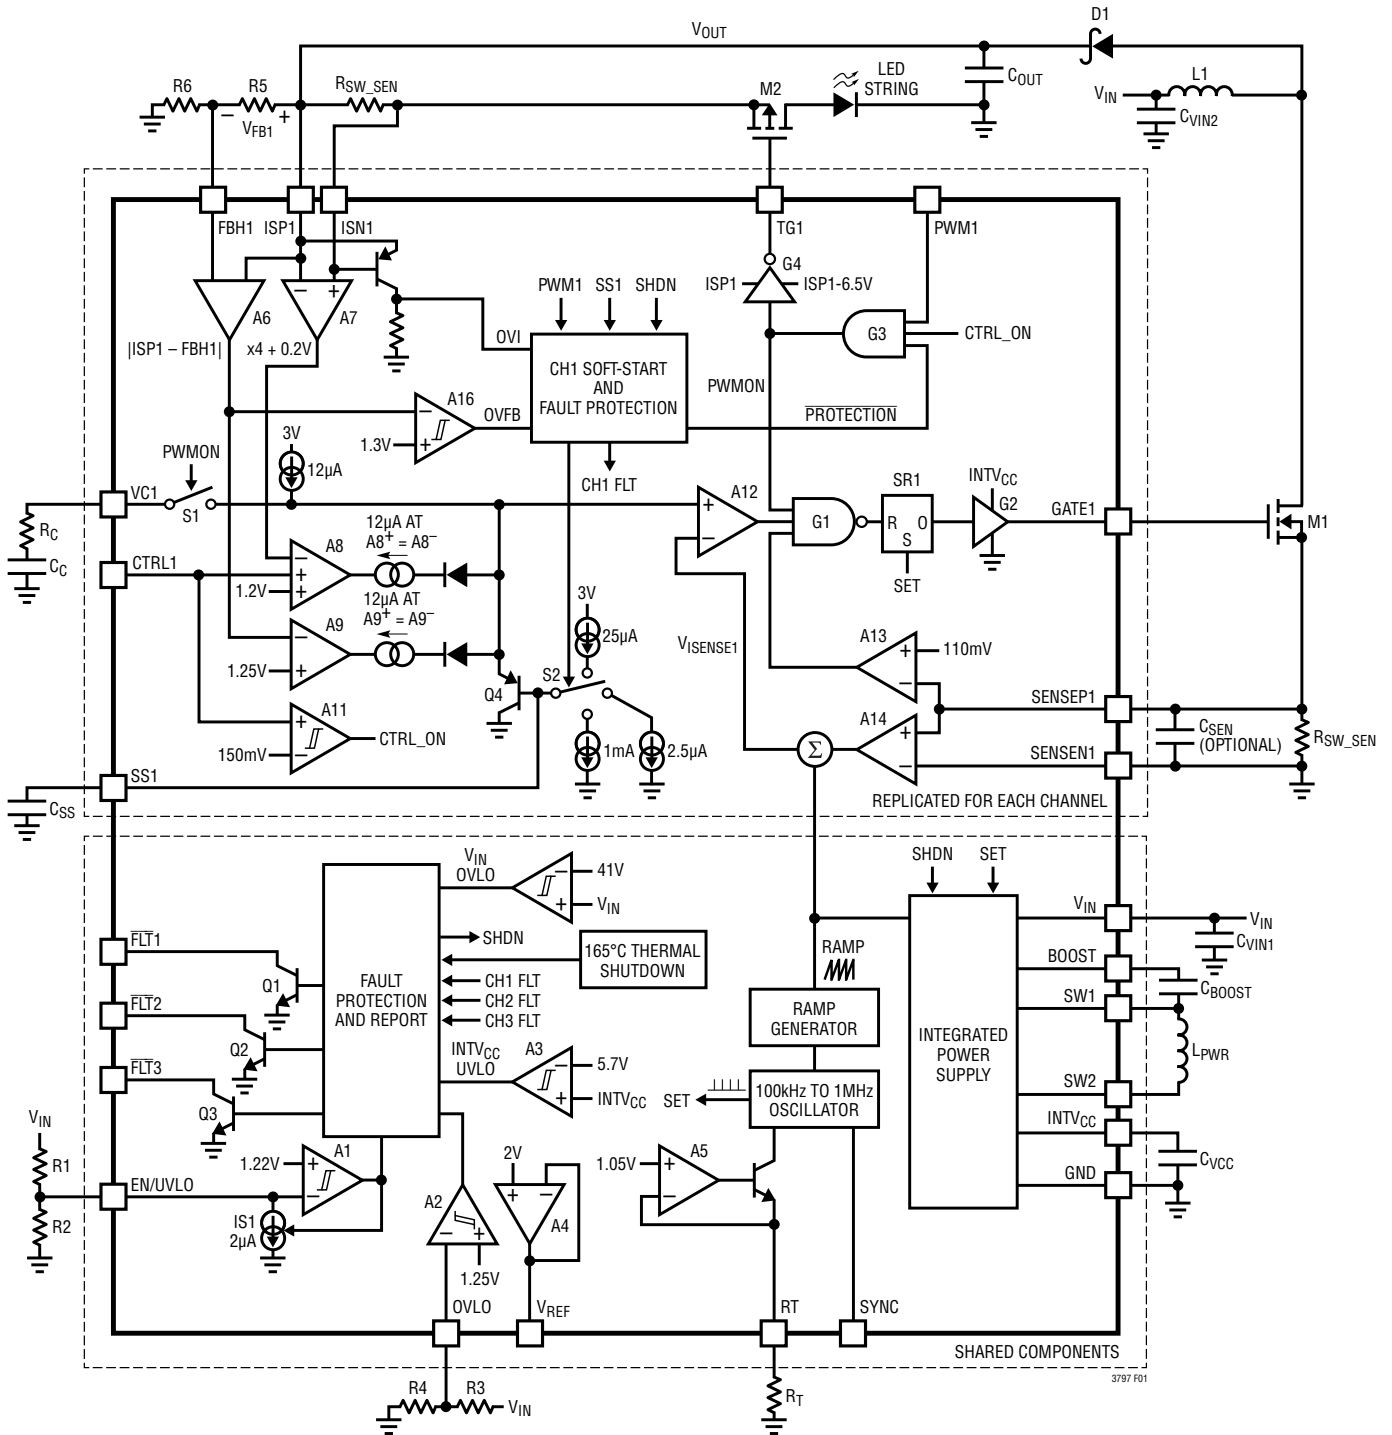 D1
VOUT
R6
R5
RSW_SEN
M2
LED
STRING
COUT
VIN
L1
CVIN2
− VFB1 +
FBH1
ISP1
ISN1
TG1
PWM1
G4
ISP1
ISP1-6.5V
PWM1
SS1
SHDN
A6
− +
A7
|ISP1 – FBH1|
x4 + 0.2V
OVI
CH1 SOFT-START
AND
FAULT PROTECTION
G3
CTRL_ON
PWMON
PROTECTION
A16
−
OVFB
1.3V
+
CH1 FLT
3V
12µA
PWMON
VC1
S1
RC
CC
A12
+
−
G1
SR1
R O
S
SET
INTVCC
G2
GATE1
M1
12µA AT
A8+ = A8–
A8
−
+
+
CTRL1
1.2V
12µA AT
A9+ = A9–
A9
−
+
1.25V
3V
25µA
S2
Q4
1mA
2.5µA
VISENSE1
A13
+
−
110mV
A14
+
−
Σ
SENSEP1
SENSEN1
CSEN
(OPTIONAL)
RSW_SEN
A11
+
−
150mV
CTRL_ON
SS1
CSS
REPLICATED FOR EACH CHANNEL
VIN
OVLO
−
+
41V
VIN
SHDN
165°C THERMAL
SHUTDOWN
CH1 FLT
CH2 FLT
CH3 FLT
FAULT
PROTECTION
AND REPORT
FLT1
Q1
FLT2
Q2
FLT3
Q3
INTVCC
UVLO
A3
−
+
5.7V
INTVCC
RAMP
RAMP
GENERATOR
SET
100kHz TO 1MHz
OSCILLATOR
SHDN
SET
INTEGRATED
POWER
SUPPLY
VIN
VIN
CVIN1
BOOST
CBOOST
SW1
LPWR
SW2
INTVCC
CVCC
GND
VIN
R1
R2
EN/UVLO
1.22V
A1
+
−
IS1
2µA
A2
−
+
1.25V
2V
+
−
A4
1.05V
A5
+
−
OVLO
VREF
RT
SYNC
SHARED COMPONENTS
3797 F01
R4
R3
VIN
RT